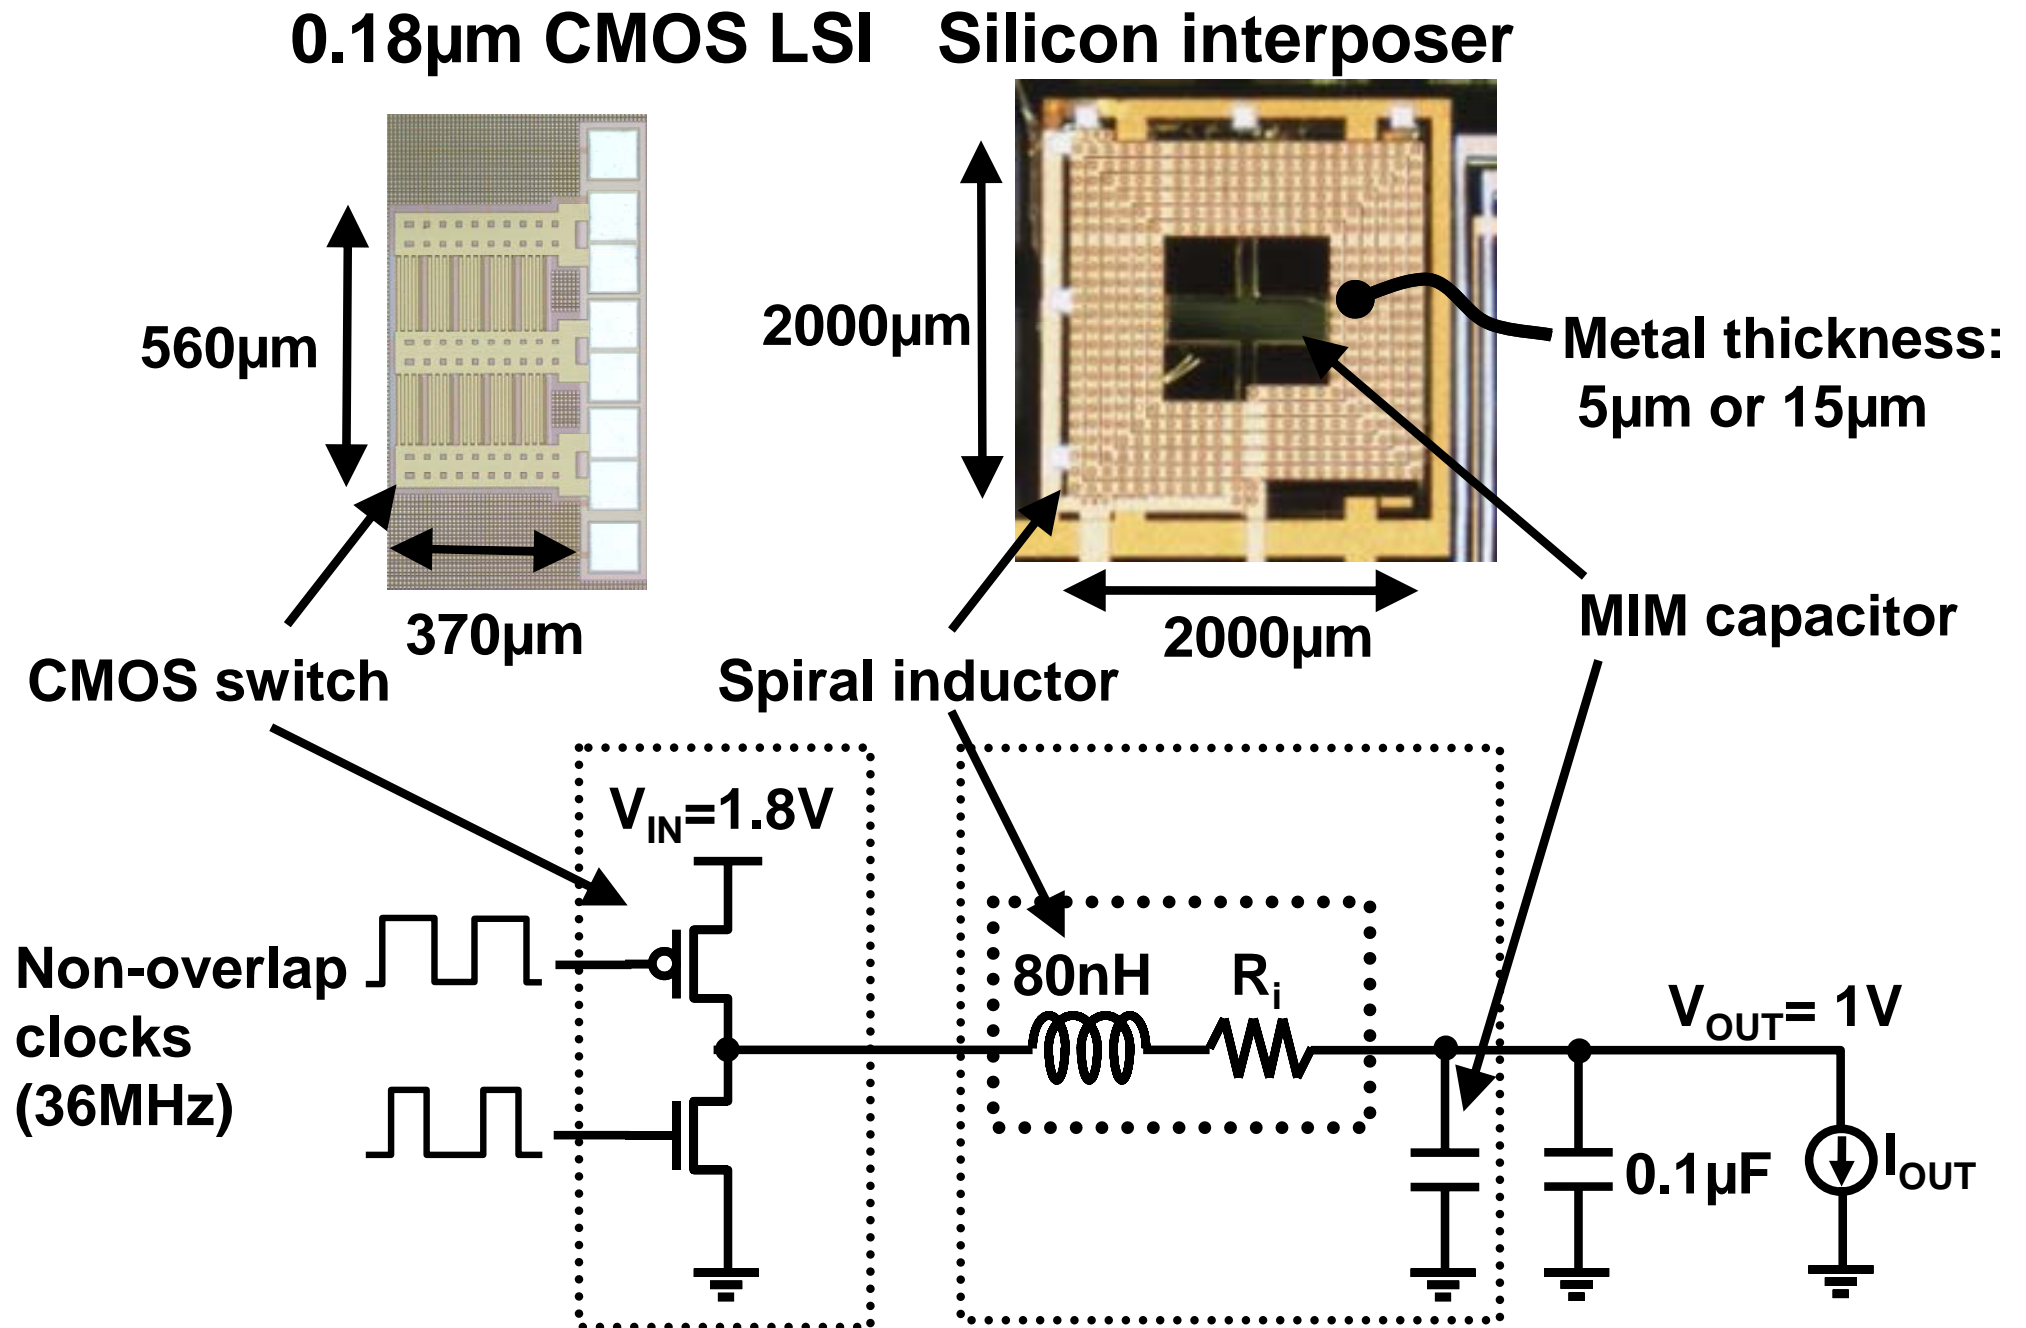 0.18µm CMOS LSI
Silicon interposer
560µm
370µm
2000µm
2000µm
Metal thickness:
5µm or 15µm
MIM capacitor
CMOS switch
Spiral inductor
VIN=1.8V
Non-overlap
clocks
(36MHz)
80nH
Ri
VOUT= 1V
0.1µF
IOUT